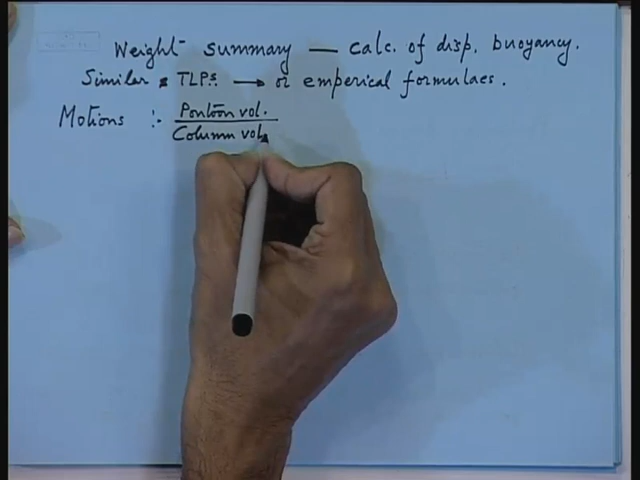 Weight summary — calc. of disp. buoyancy.
Similar TLPs. → or emperical formulaes.
Motions :- Pontoon vol.
Column vol.